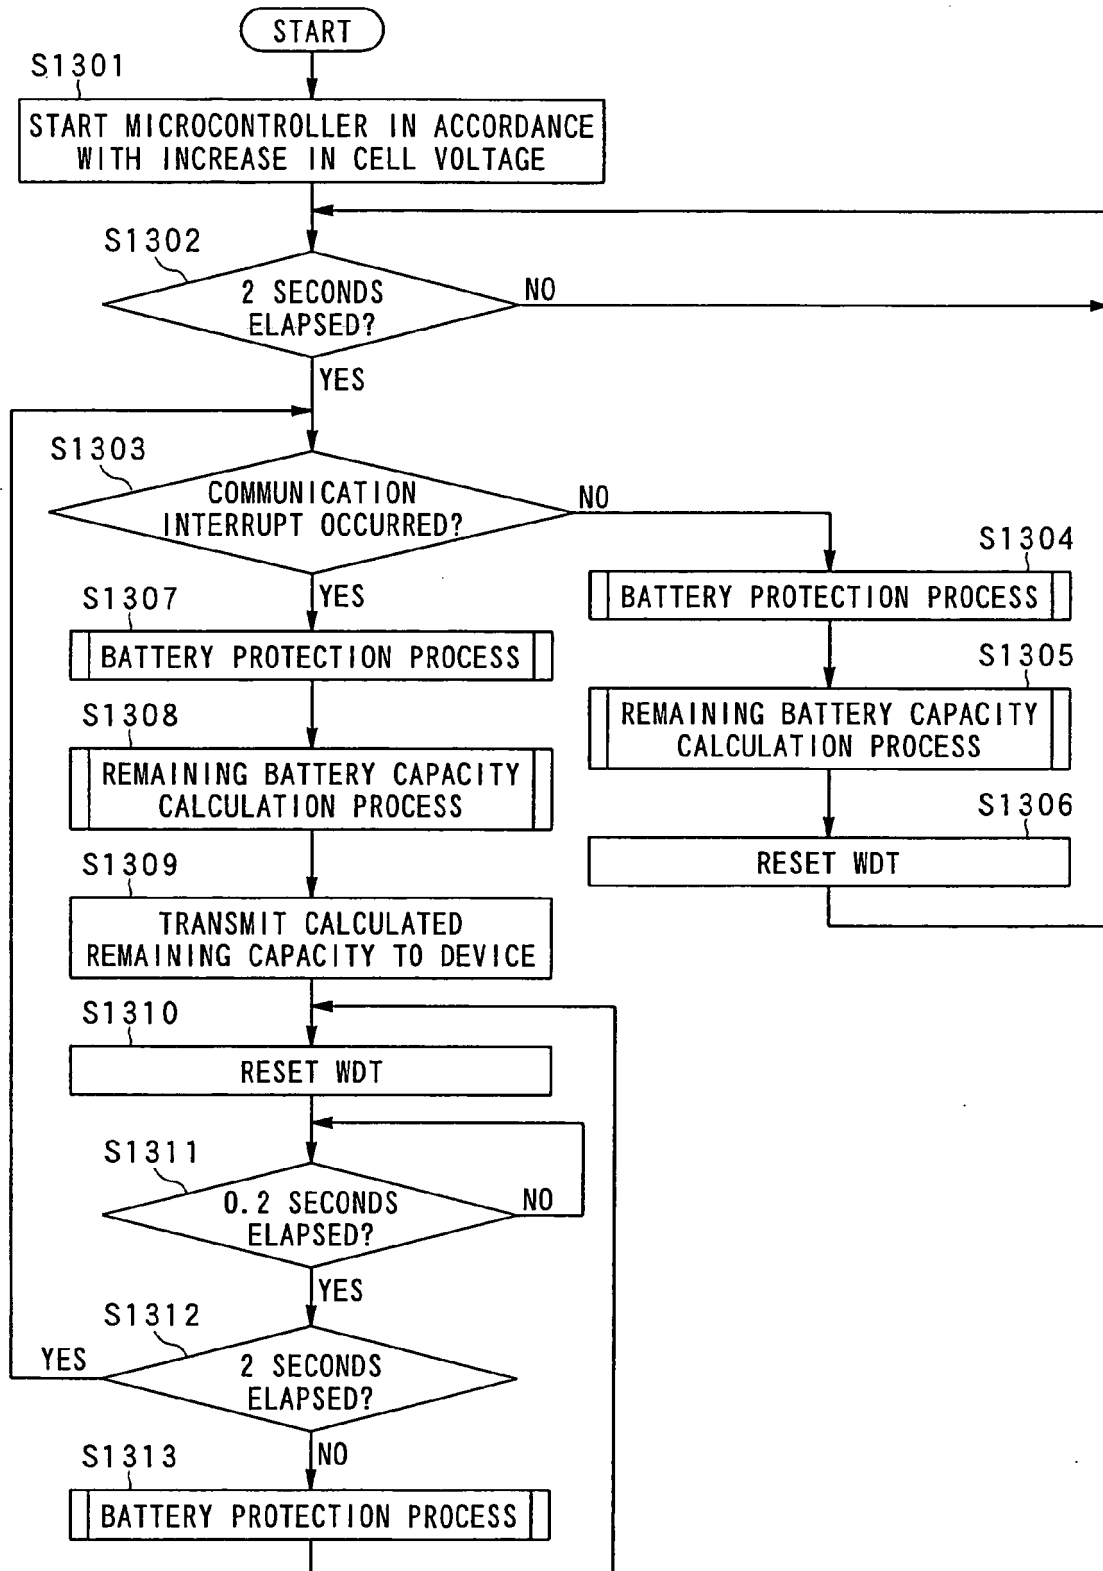 START
S1301
START MICROCONTROLLER IN ACCORDANCE
WITH INCREASE IN CELL VOLTAGE
S1302
2 SECONDS
ELAPSED?
NO
YES
S1303
COMMUNICATION
INTERRUPT OCCURRED?
NO
YES
S1304
BATTERY PROTECTION PROCESS
S1305
REMAINING BATTERY CAPACITY
CALCULATION PROCESS
S1306
RESET WDT
S1307
BATTERY PROTECTION PROCESS
S1308
REMAINING BATTERY CAPACITY
CALCULATION PROCESS
S1309
TRANSMIT CALCULATED
REMAINING CAPACITY TO DEVICE
S1310
RESET WDT
S1311
0.2 SECONDS
ELAPSED?
NO
YES
S1312
2 SECONDS
ELAPSED?
YES
NO
S1313
BATTERY PROTECTION PROCESS